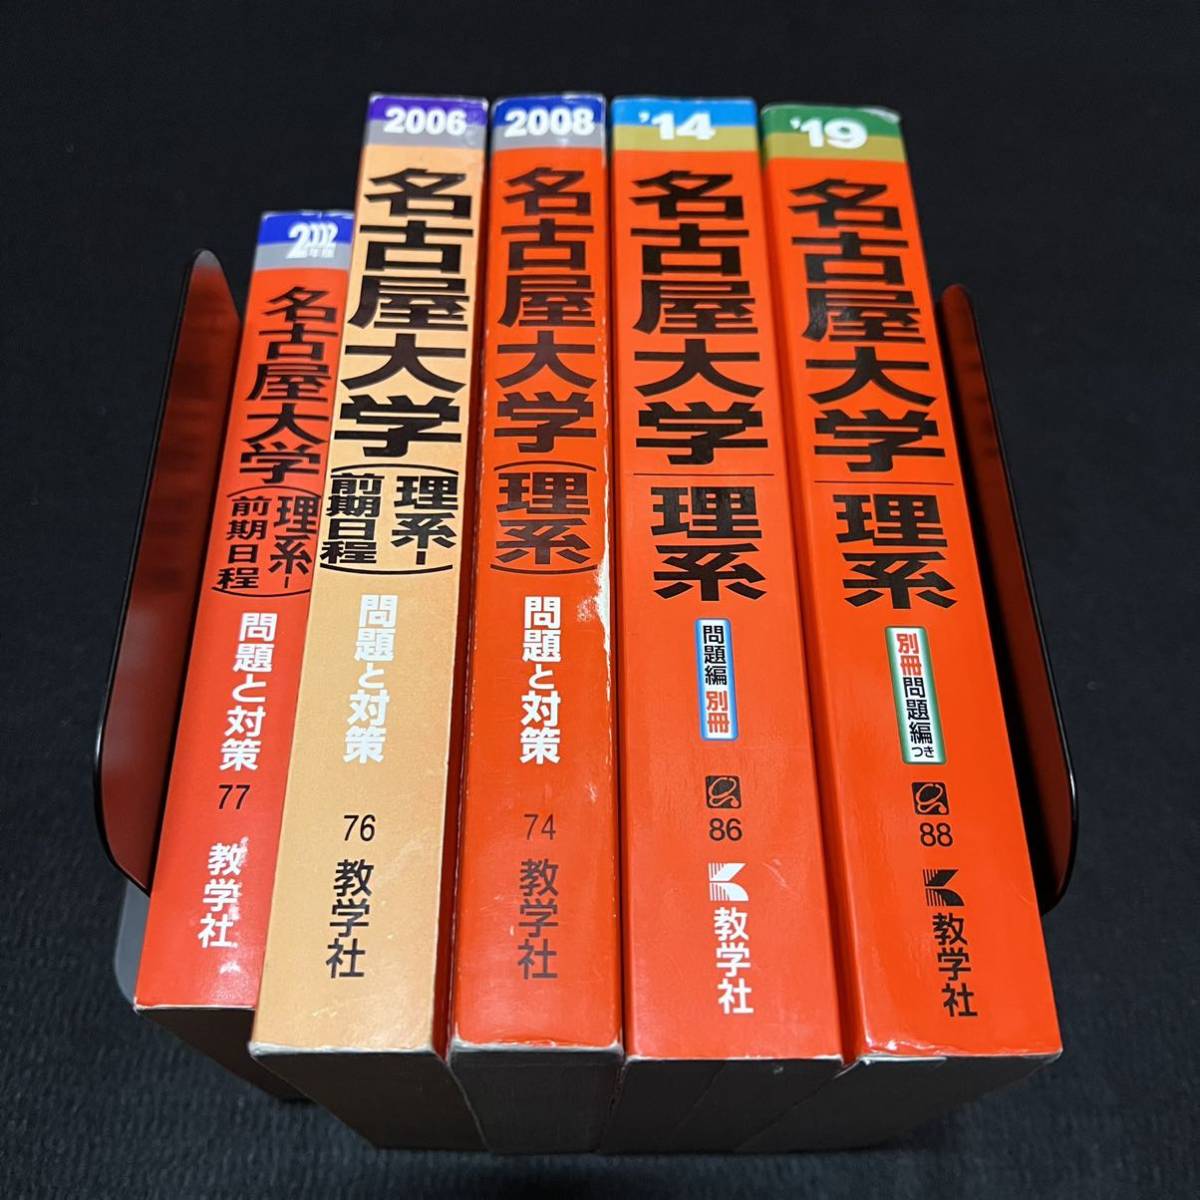 2002
年版
名古屋大学
(理系-
前期日程)
問題と対策
77
教学社
2006
名古屋大学
(理系-
前期日程)
問題と対策
76
教学社
2008
名古屋大学(理系)
問題と対策
74
教学社
'14
名古屋大学
理系
問題編 別冊
86
教学社
'19
名古屋大学
理系
別冊問題編つき
88
教学社